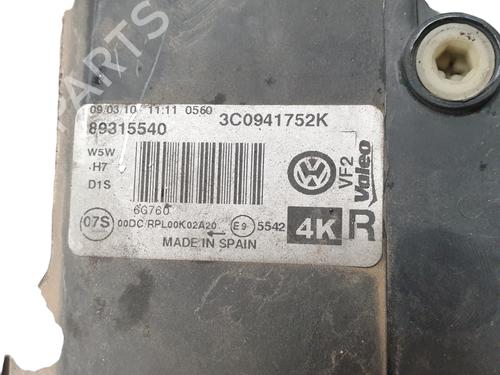 09.03.10 11:11 0560
89315540 3C0941752K
W5W
H7
D1S
6G760
07S 00DC/RPL00K02A20 E9 5542
MADE IN SPAIN
VF2
Valeo
4K R
B-PARTS